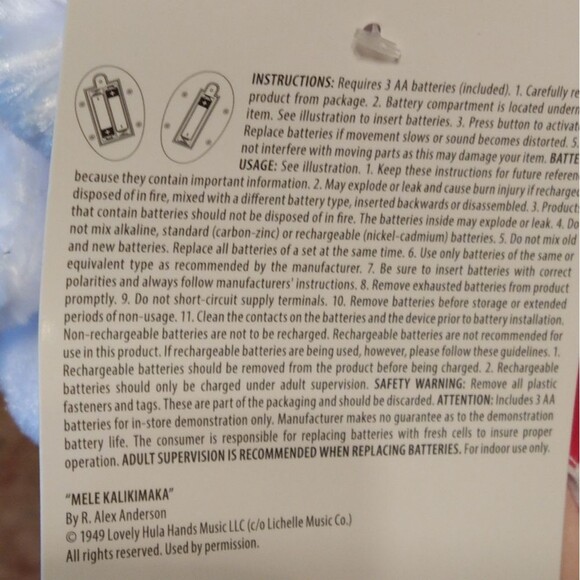 INSTRUCTIONS: Requires 3 AA batteries (included). 1. Carefully re
product from package. 2. Battery compartment is located undern
item. See illustration to insert batteries. 3. Press button to activat
Replace batteries if movement slows or sound becomes distorted. 5.
not interfere with moving parts as this may damage your item. BATTE
USAGE: See illustration. 1. Keep these instructions for future referen
because they contain important information. 2. May explode or leak and cause burn injury if recharged
disposed of in fire, mixed with a different battery type, inserted backwards or disassembled. 3. Product
that contain batteries should not be disposed of in fire. The batteries inside may explode or leak. 4. Do
not mix alkaline, standard (carbon-zinc) or rechargeable (nickel-cadmium) batteries. 5. Do not mix old
and new batteries. Replace all batteries of a set at the same time. 6. Use only batteries of the same or
equivalent type as recommended by the manufacturer. 7. Be sure to insert batteries with correct
polarities and always follow manufacturers' instructions. 8. Remove exhausted batteries from product
promptly. 9. Do not short-circuit supply terminals. 10. Remove batteries before storage or extended
periods of non-usage. 11. Clean the contacts on the batteries and the device prior to battery installation.
Non-rechargeable batteries are not to be recharged. Rechargeable batteries are not recommended for
use in this product. If rechargeable batteries are being used, however, please follow these guidelines. 1.
Rechargeable batteries should be removed from the product before being charged. 2. Rechargeable
batteries should only be charged under adult supervision. SAFETY WARNING: Remove all plastic
fasteners and tags. These are part of the packaging and should be discarded. ATTENTION: Includes 3 AA
batteries for in-store demonstration only. Manufacturer makes no guarantee as to the demonstration
battery life. The consumer is responsible for replacing batteries with fresh cells to insure proper
operation. ADULT SUPERVISION IS RECOMMENDED WHEN REPLACING BATTERIES. For indoor use only.
"MELE KALIKIMAKA"
By R. Alex Anderson
© 1949 Lovely Hula Hands Music LLC (c/o Lichelle Music Co.)
All rights reserved. Used by permission.